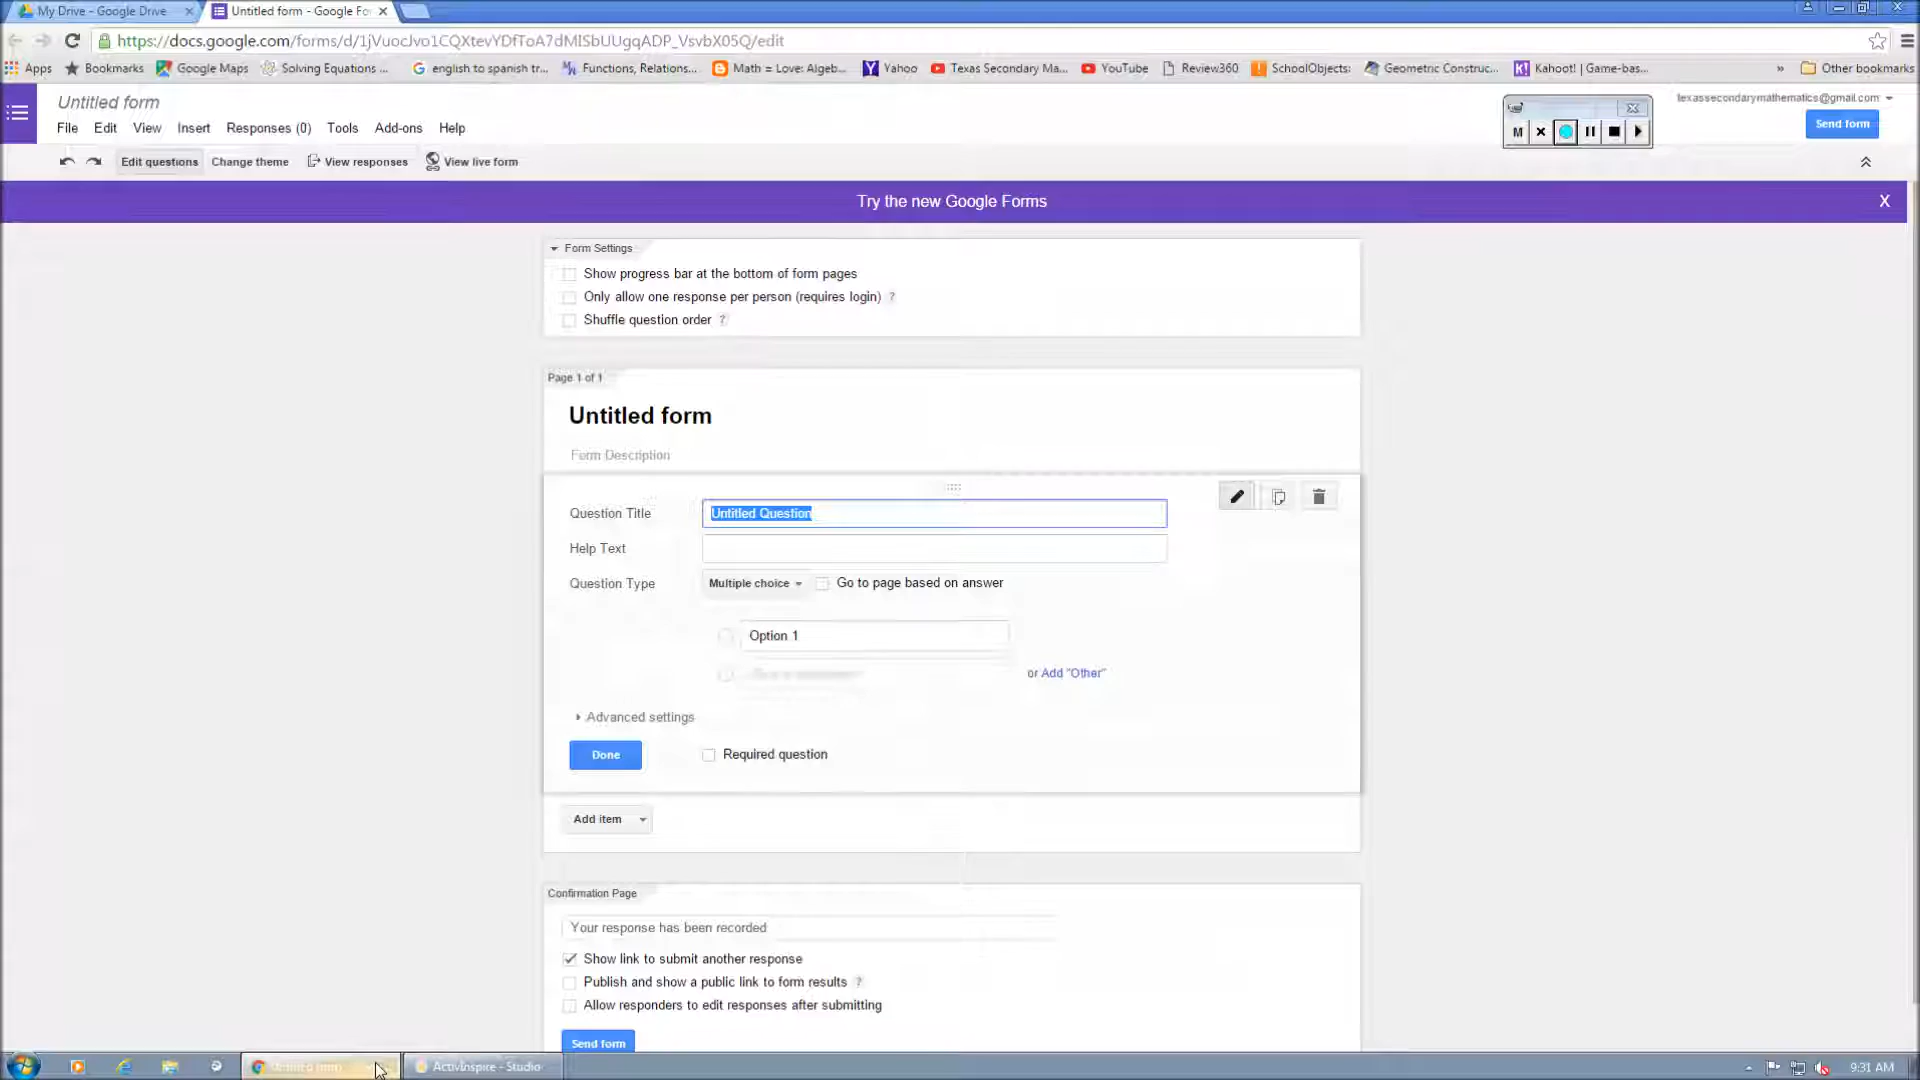 My Drive - Google Drive
Untitled form - Google Fo
https://docs.google.com/forms/d/1jVuocJvo1CQXtevYDfToA7dMISbUUgqADP_VsvbX05Q/edit
Apps Bookmarks Google Maps Solving Equations ... english to spanish tr... Functions, Relations... Math = Love: Algeb... Yahoo Texas Secondary Ma... YouTube Review360 SchoolObjects: Geometric Construc... Kahoot! | Game-bas... » Other bookmarks
Untitled form
texassecondarymathematics@gmail.com
File Edit View Insert Responses (0) Tools Add-ons Help
M
Send form
Edit questions Change theme View responses View live form
Try the new Google Forms X
Form Settings
Show progress bar at the bottom of form pages
Only allow one response per person (requires login) ?
Shuffle question order ?
Page 1 of 1
Untitled form
Form Description
Question Title Untitled Question
Help Text
Question Type Multiple choice Go to page based on answer
Option 1
or Add "Other"
Advanced settings
Done Required question
Add item
Confirmation Page
Your response has been recorded
Show link to submit another response
Publish and show a public link to form results ?
Allow responders to edit responses after submitting
Send form
Untitled form
ActivInspire - Studio
9:31 AM